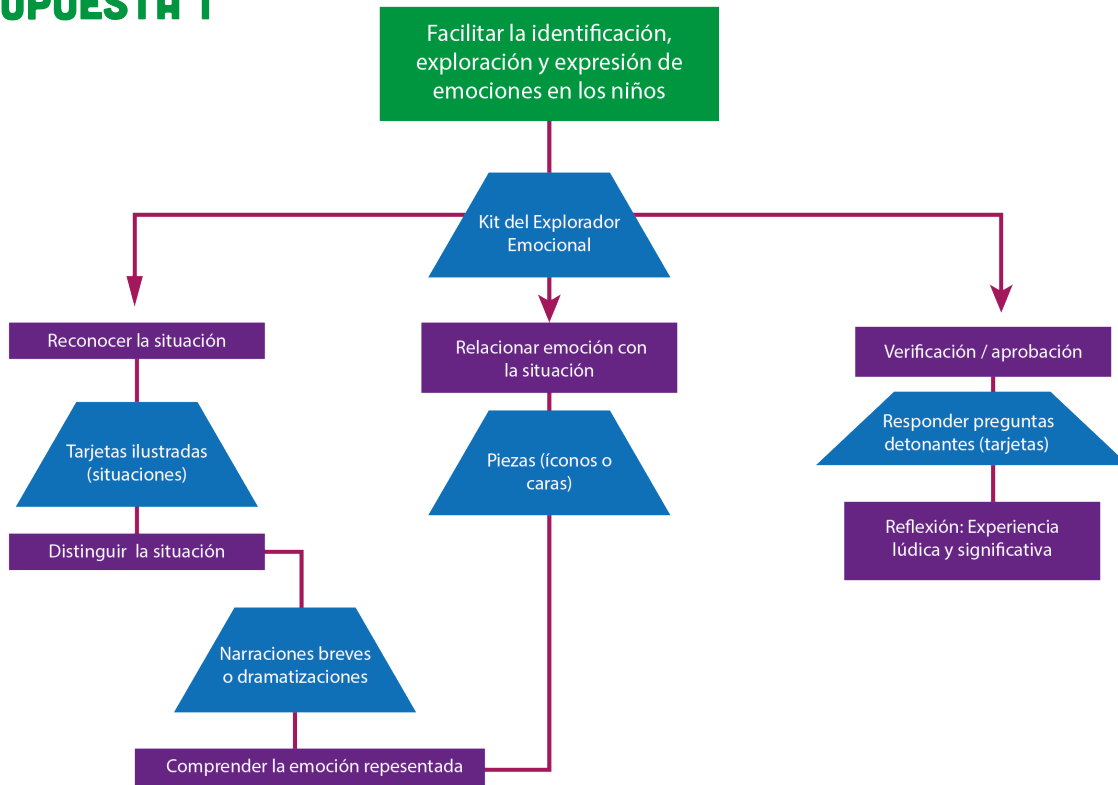 UPUESTA 1
Facilitar la identificación,
exploración y expresión de
emociones en los niños
Kit del Explorador
Emocional
Reconocer la situación
Relacionar emoción con
la situación
Verificación / aprobación
Tarjetas ilustradas
(situaciones)
Piezas (íconos o
caras)
Responder preguntas
detonantes (tarjetas)
Distinguir la situación
Reflexión: Experiencia
lúdica y significativa
Narraciones breves
o dramatizaciones
Comprender la emoción repesentada